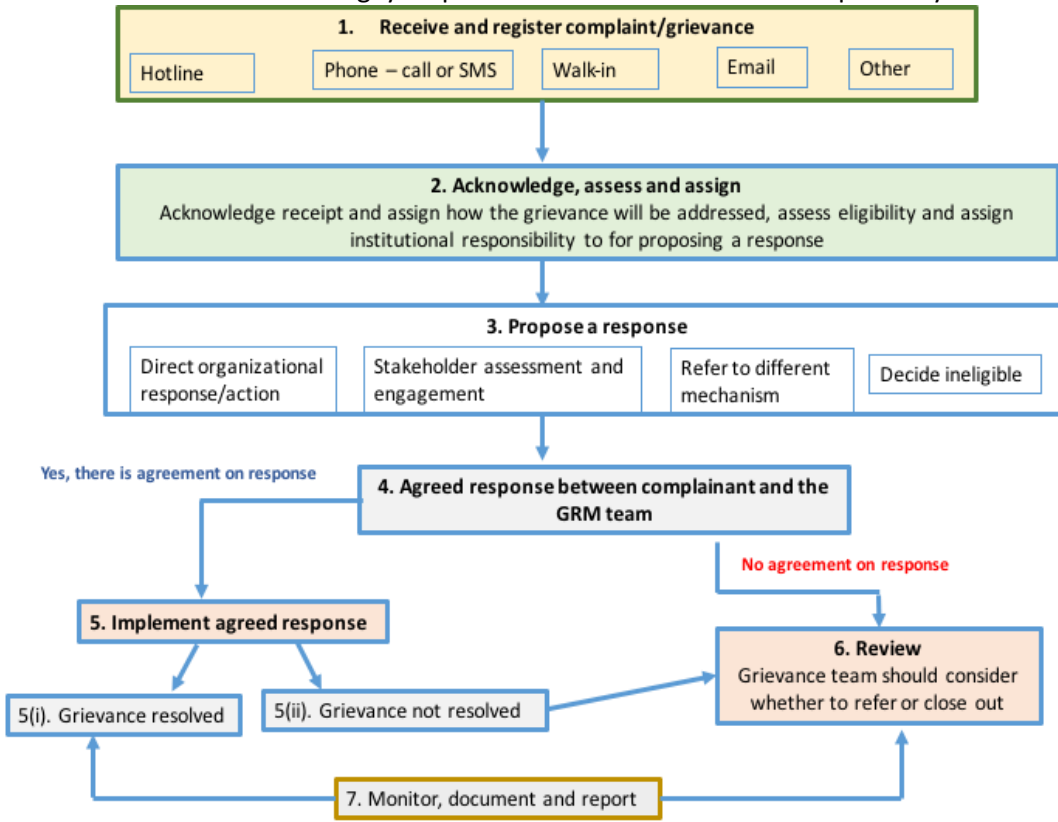 1. Receive and register complaint/grievance
Hotline
Phone – call or SMS
Walk-in
Email
Other
2. Acknowledge, assess and assign
Acknowledge receipt and assign how the grievance will be addressed, assess eligibility and assign
institutional responsibility to for proposing a response
3. Propose a response
Direct organizational
response/action
Stakeholder assessment and
engagement
Refer to different
mechanism
Decide ineligible
Yes, there is agreement on response
4. Agreed response between complainant and the
GRM team
No agreement on response
5. Implement agreed response
6. Review
Grievance team should consider
whether to refer or close out
5(i). Grievance resolved
5(ii). Grievance not resolved
7. Monitor, document and report